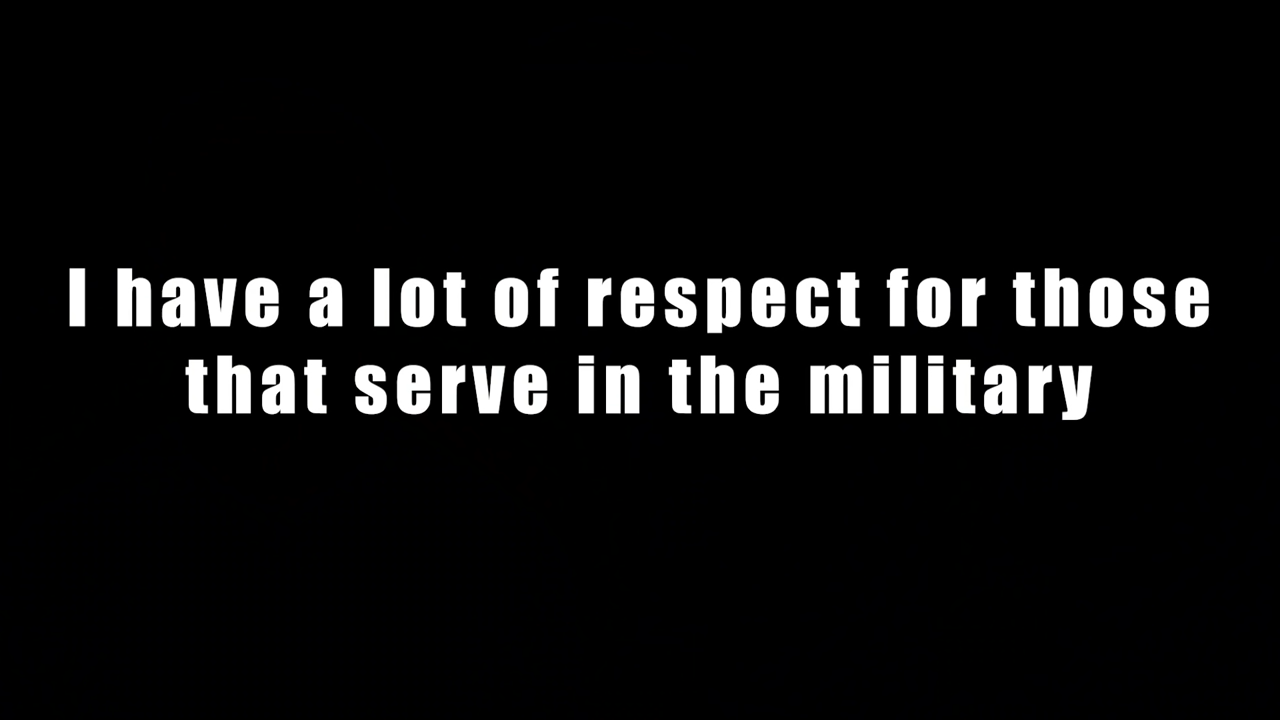 I have a lot of respect for those
that serve in the military